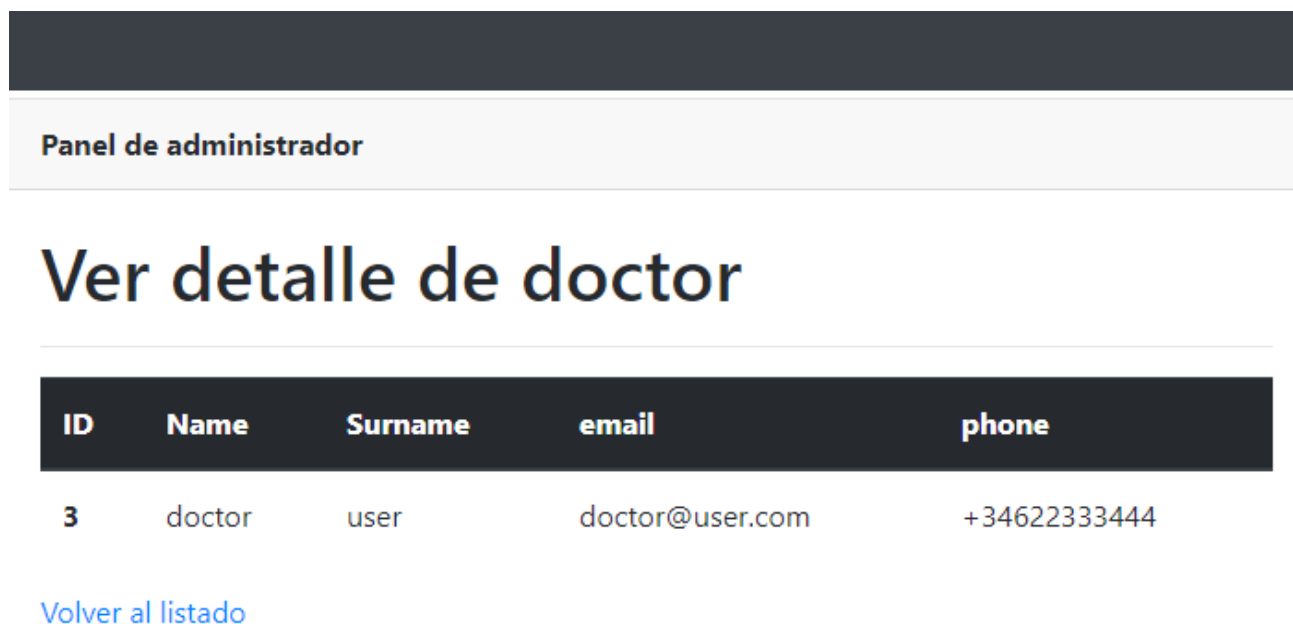 Panel de administrador
Ver detalle de doctor
ID Name Surname email phone
3 doctor user doctor@user.com +34622333444
Volver al listado